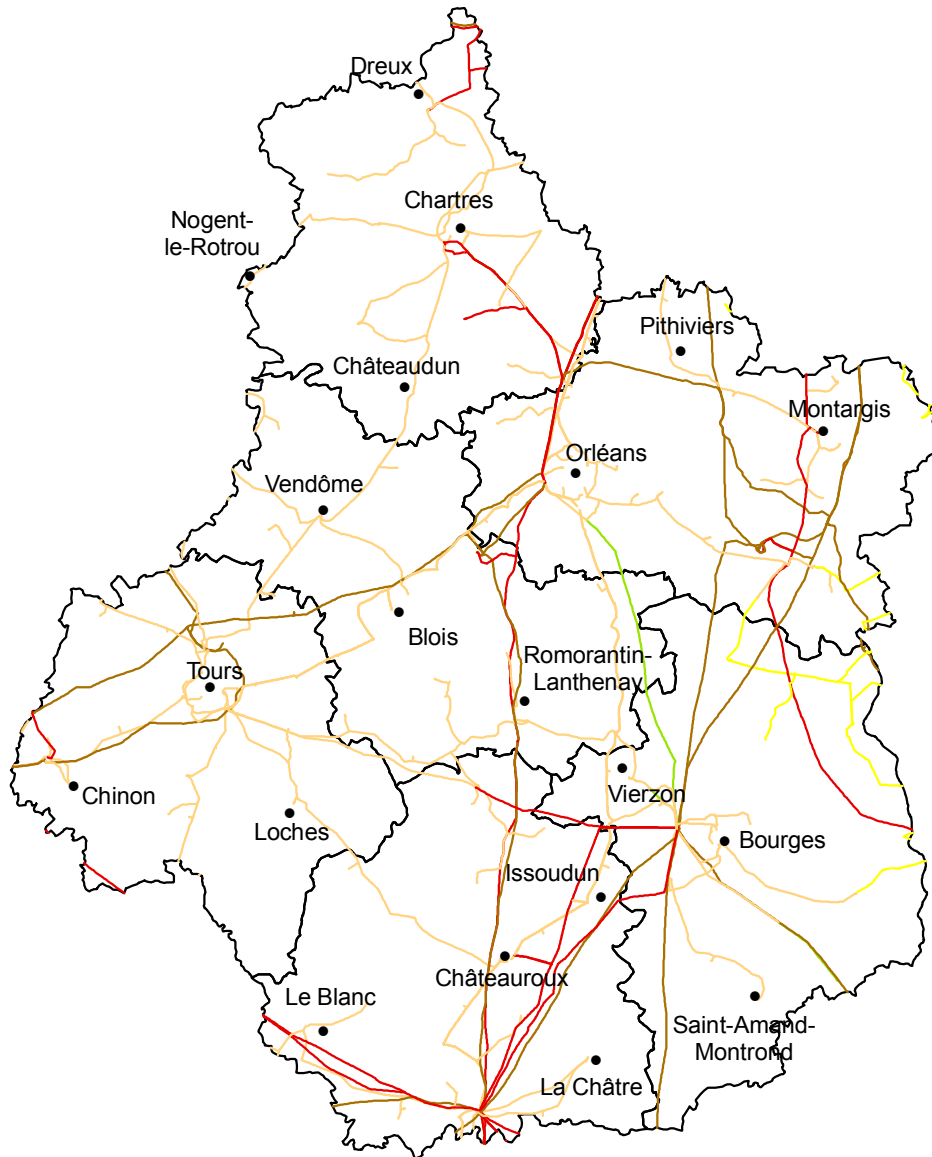 Dreux
Chartres
Nogent-
le-Rotrou
Pithiviers
Châteaudun
Montargis
Orléans
Vendôme
Blois
Romorantin-
Lanthenay
Tours
Chinon
Loches
Vierzon
Bourges
Issoudun
Châteauroux
Le Blanc
Saint-Amand-
Montrond
La Châtre